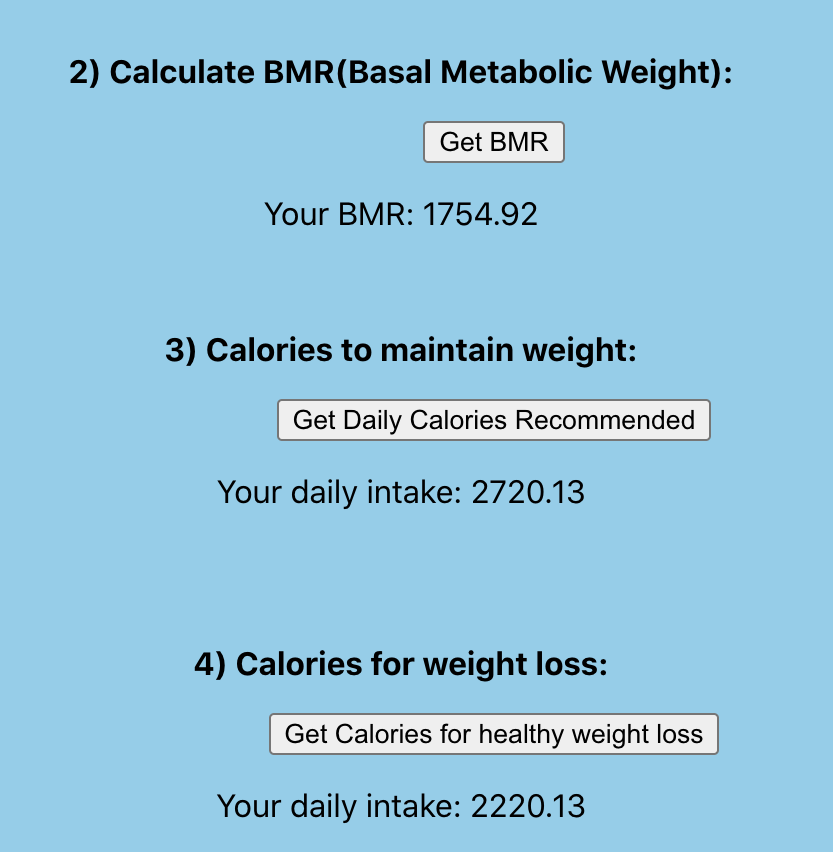 2) Calculate BMR(Basal Metabolic Weight):
Get BMR
Your BMR: 1754.92
3) Calories to maintain weight:
Get Daily Calories Recommended
Your daily intake: 2720.13
4) Calories for weight loss:
Get Calories for healthy weight loss
Your daily intake: 2220.13